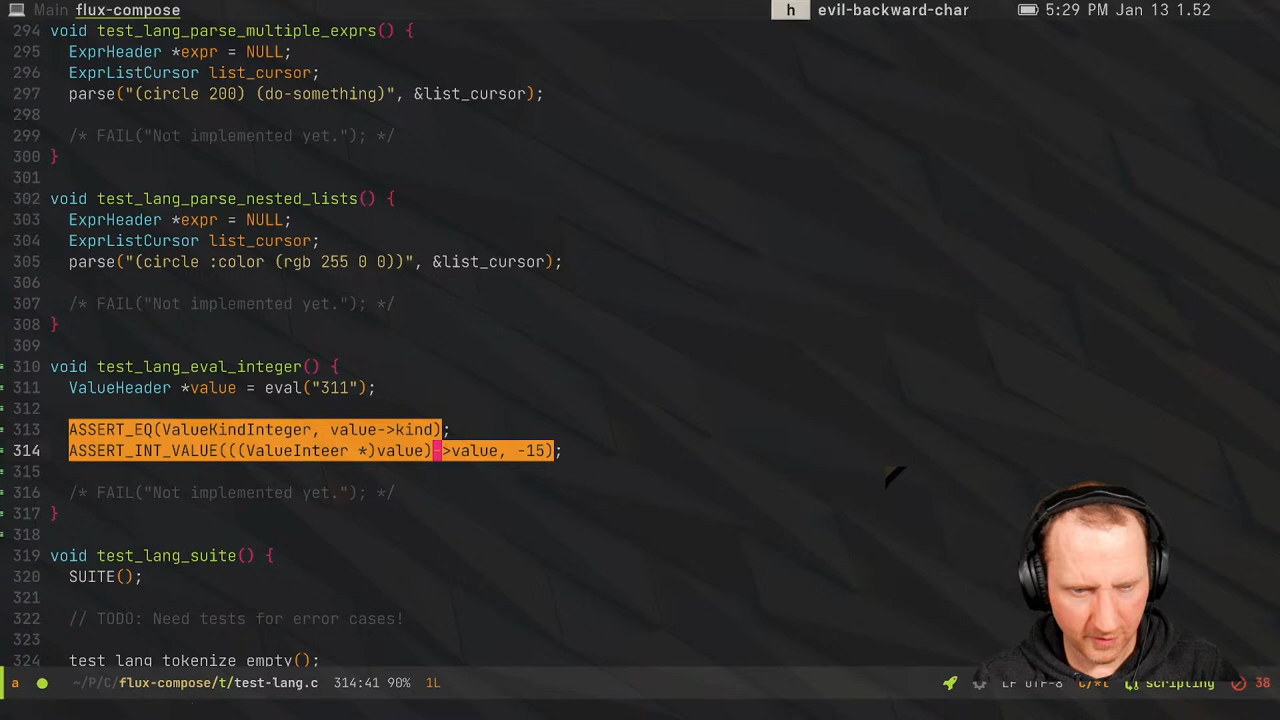 Main flux-compose h evil-backward-char 5:29 PM Jan 13 1.52
294 void test_lang_parse_multiple_exprs() {
295 ExprHeader *expr = NULL;
296 ExprListCursor list_cursor;
297 parse("(circle 200) (do-something)", &list_cursor);
298
299 /* FAIL("Not implemented yet."); */
300 }
301
302 void test_lang_parse_nested_lists() {
303 ExprHeader *expr = NULL;
304 ExprListCursor list_cursor;
305 parse("(circle :color (rgb 255 0 0))", &list_cursor);
306
307 /* FAIL("Not implemented yet."); */
308 }
309
310 void test_lang_eval_integer() {
311 ValueHeader *value = eval("311");
312
313 ASSERT_EQ(ValueKindInteger, value->kind);
314 ASSERT_INT_VALUE(((ValueInteer *)value)->value, -15);
315
316 /* FAIL("Not implemented yet."); */
317 }
318
319 void test_lang_suite() {
320 SUITE();
321
322 // TODO: Need tests for error cases!
323
324 test_lang_tokenize_empty();
a ~/P/C/flux-compose/t/test-lang.c 314:41 90% 1L LF UTF-8 C/*l scripting 38